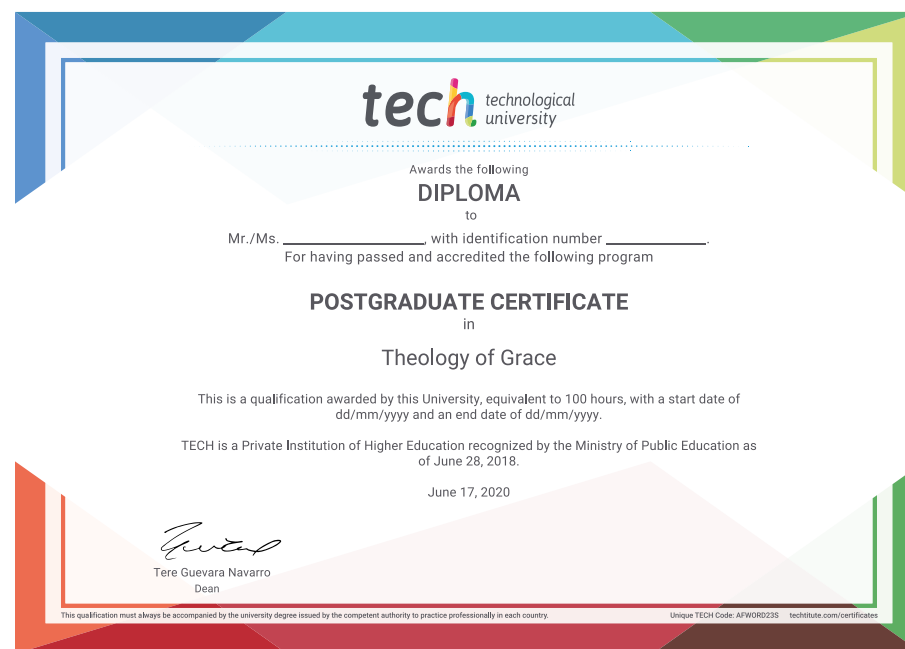 tech technological
university
Awards the following
DIPLOMA
to
Mr./Ms. ____________________, with identification number ______________.
For having passed and accredited the following program
POSTGRADUATE CERTIFICATE
in
Theology of Grace
This is a qualification awarded by this University, equivalent to 100 hours, with a start date of
dd/mm/yyyy and an end date of dd/mm/yyyy.
TECH is a Private Institution of Higher Education recognized by the Ministry of Public Education as
of June 28, 2018.
June 17, 2020
Tere Guevara Navarro
Dean
This qualification must always be accompanied by the university degree issued by the competent authority to practice professionally in each country. Unique TECH Code: AFWORD23S techtitute.com/certificates